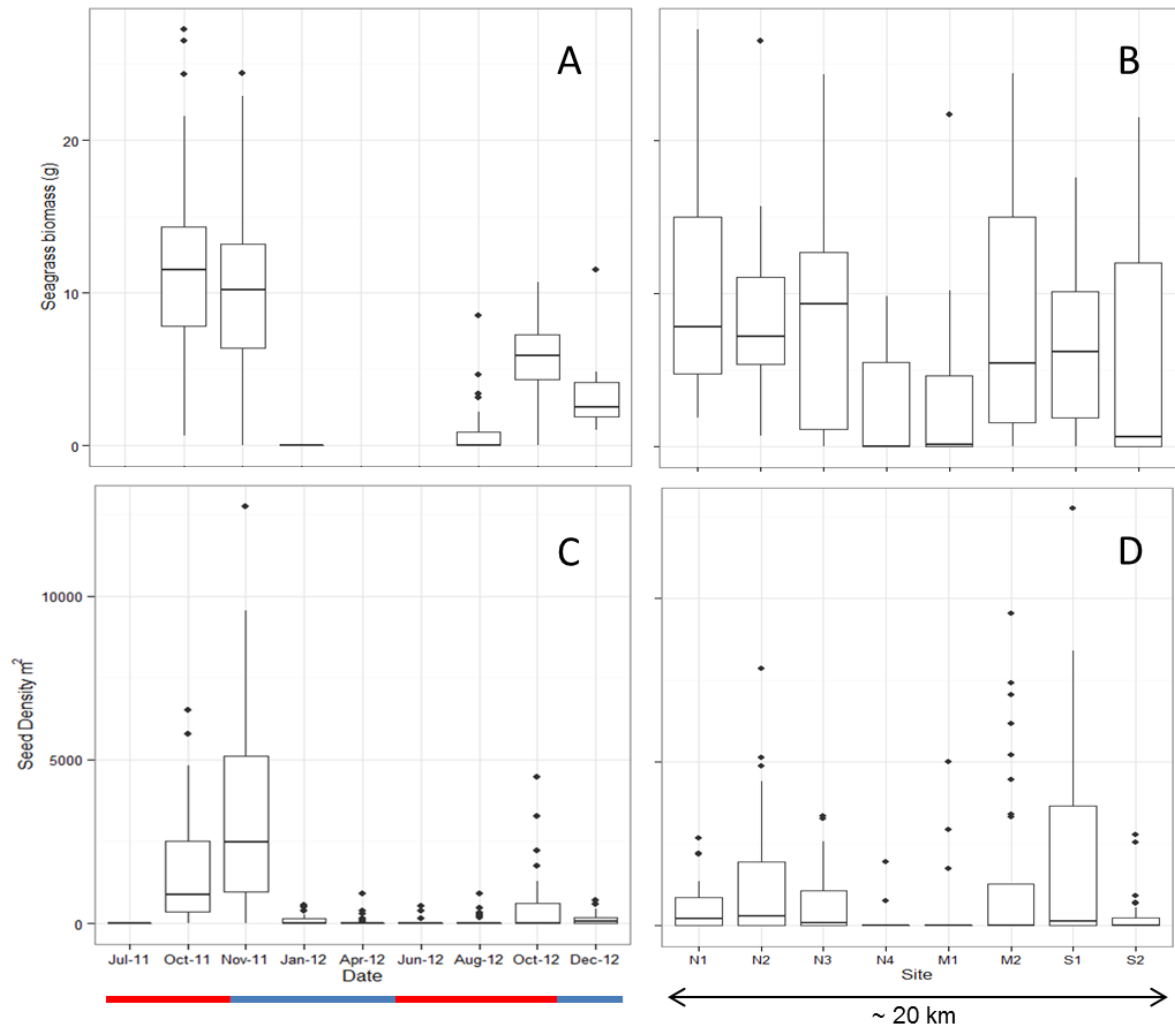 A
B
Seagrass biomass (g)
20
10
0
C
D
Seed Density m²
10000
5000
0
Jul-11 Oct-11 Nov-11 Jan-12 Apr-12 Jun-12 Aug-12 Oct-12 Dec-12
Date
N1 N2 N3 N4 M1 M2 S1 S2
Site
~ 20 km